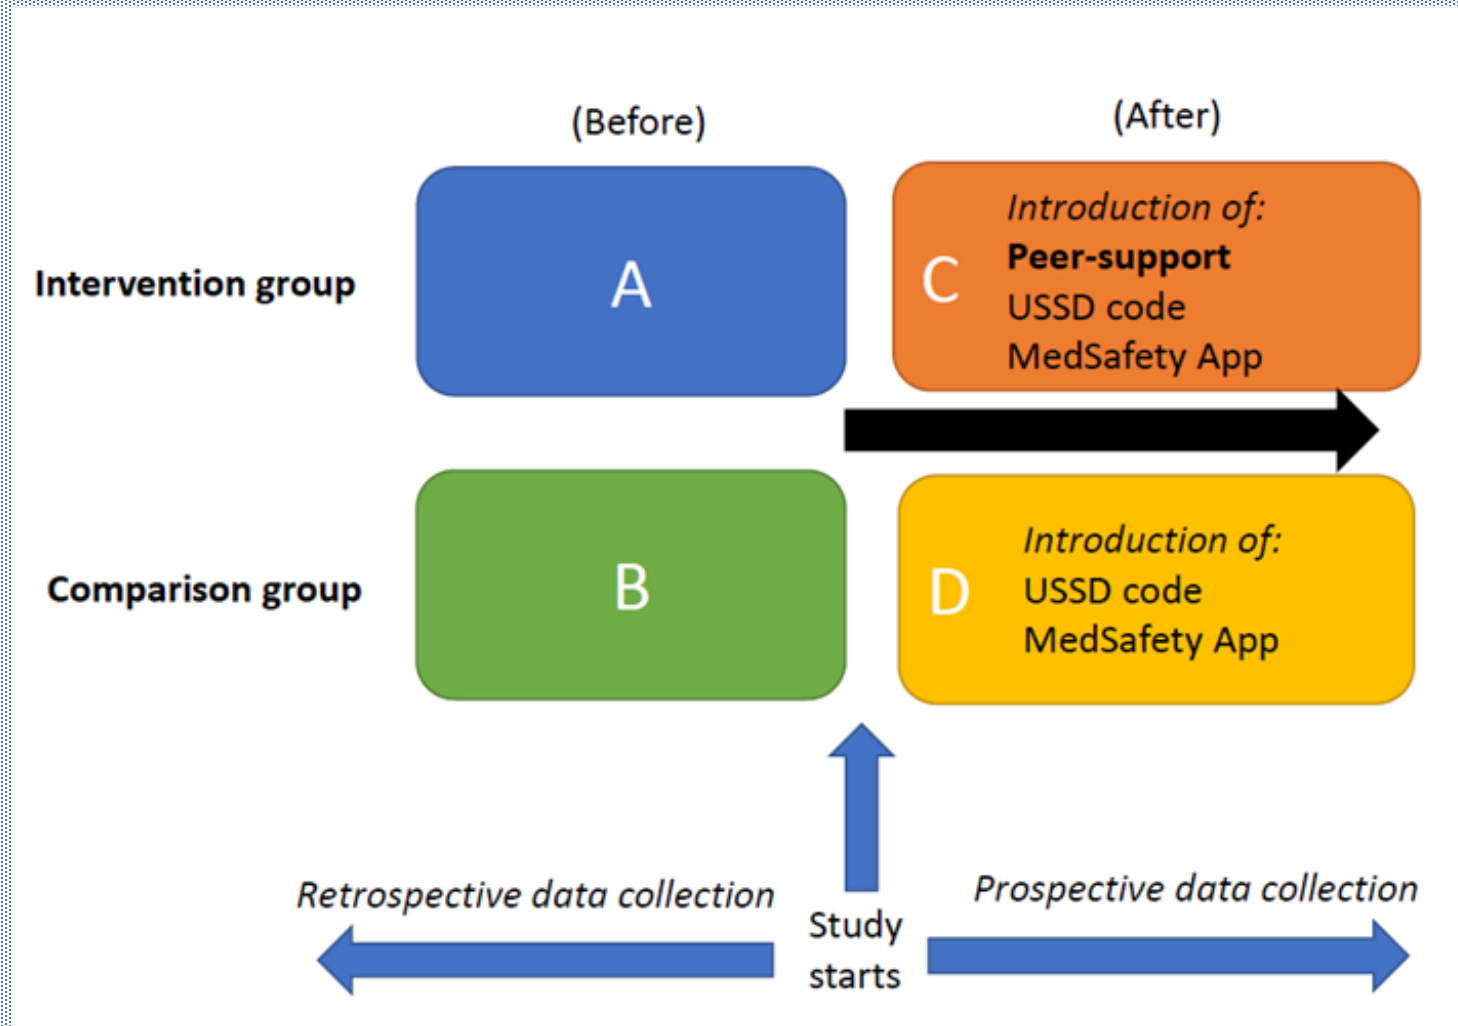 (Before)
(After)
Intervention group
A
C
Introduction of:
Peer-support
USSD code
MedSafety App
Comparison group
B
D
Introduction of:
USSD code
MedSafety App
Retrospective data collection
Study
starts
Prospective data collection